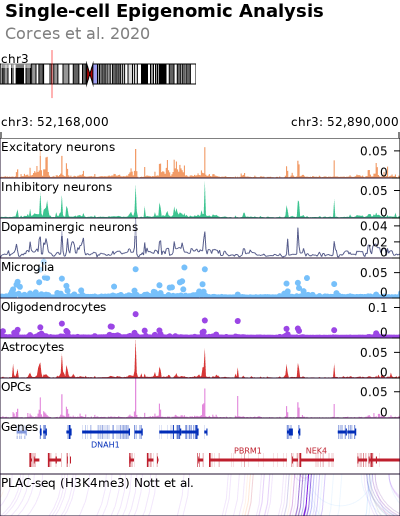 Single-cell Epigenomic Analysis
Corces et al. 2020
chr3
chr3: 52,168,000 chr3: 52,890,000
Excitatory neurons 0.05
0
Inhibitory neurons 0.05
0
Dopaminergic neurons 0.04
0.02
0
Microglia 0.05
0
Oligodendrocytes 0.1
0
Astrocytes 0.05
0
OPCs 0.05
0
Genes
DNAH1
PBRM1 NEK4
PLAC-seq (H3K4me3) Nott et al.